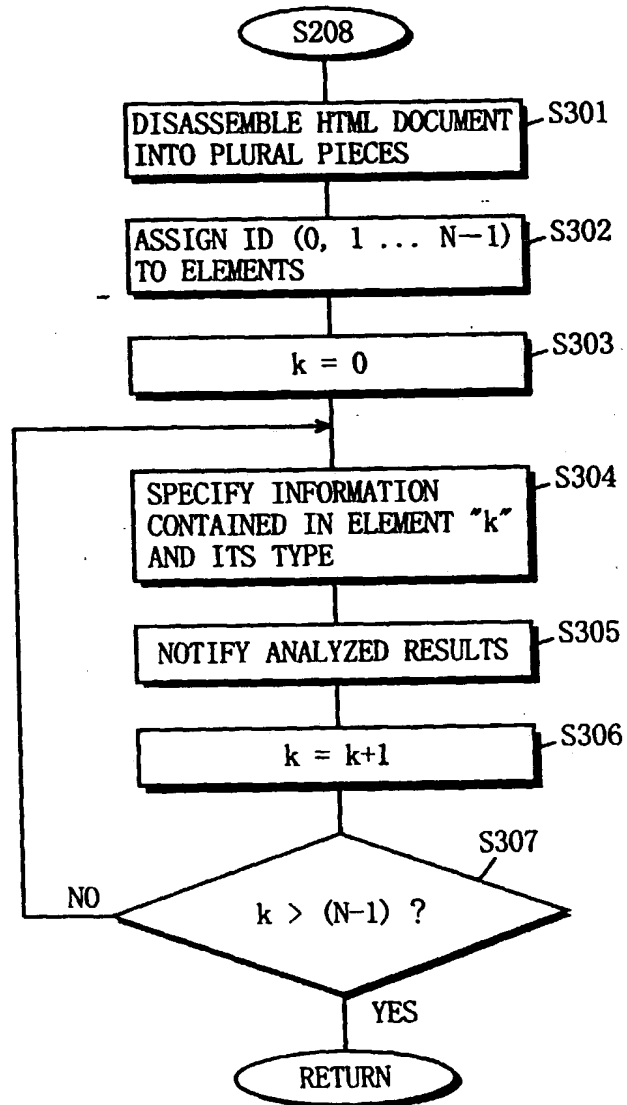 S208
DISASSEMBLE HTML DOCUMENT
INTO PLURAL PIECES
S301
ASSIGN ID (0, 1 ... N-1)
TO ELEMENTS
S302
k = 0
S303
SPECIFY INFORMATION
CONTAINED IN ELEMENT "k"
AND ITS TYPE
S304
NOTIFY ANALYZED RESULTS
S305
k = k+1
S306
S307
k > (N-1) ?
NO
YES
RETURN